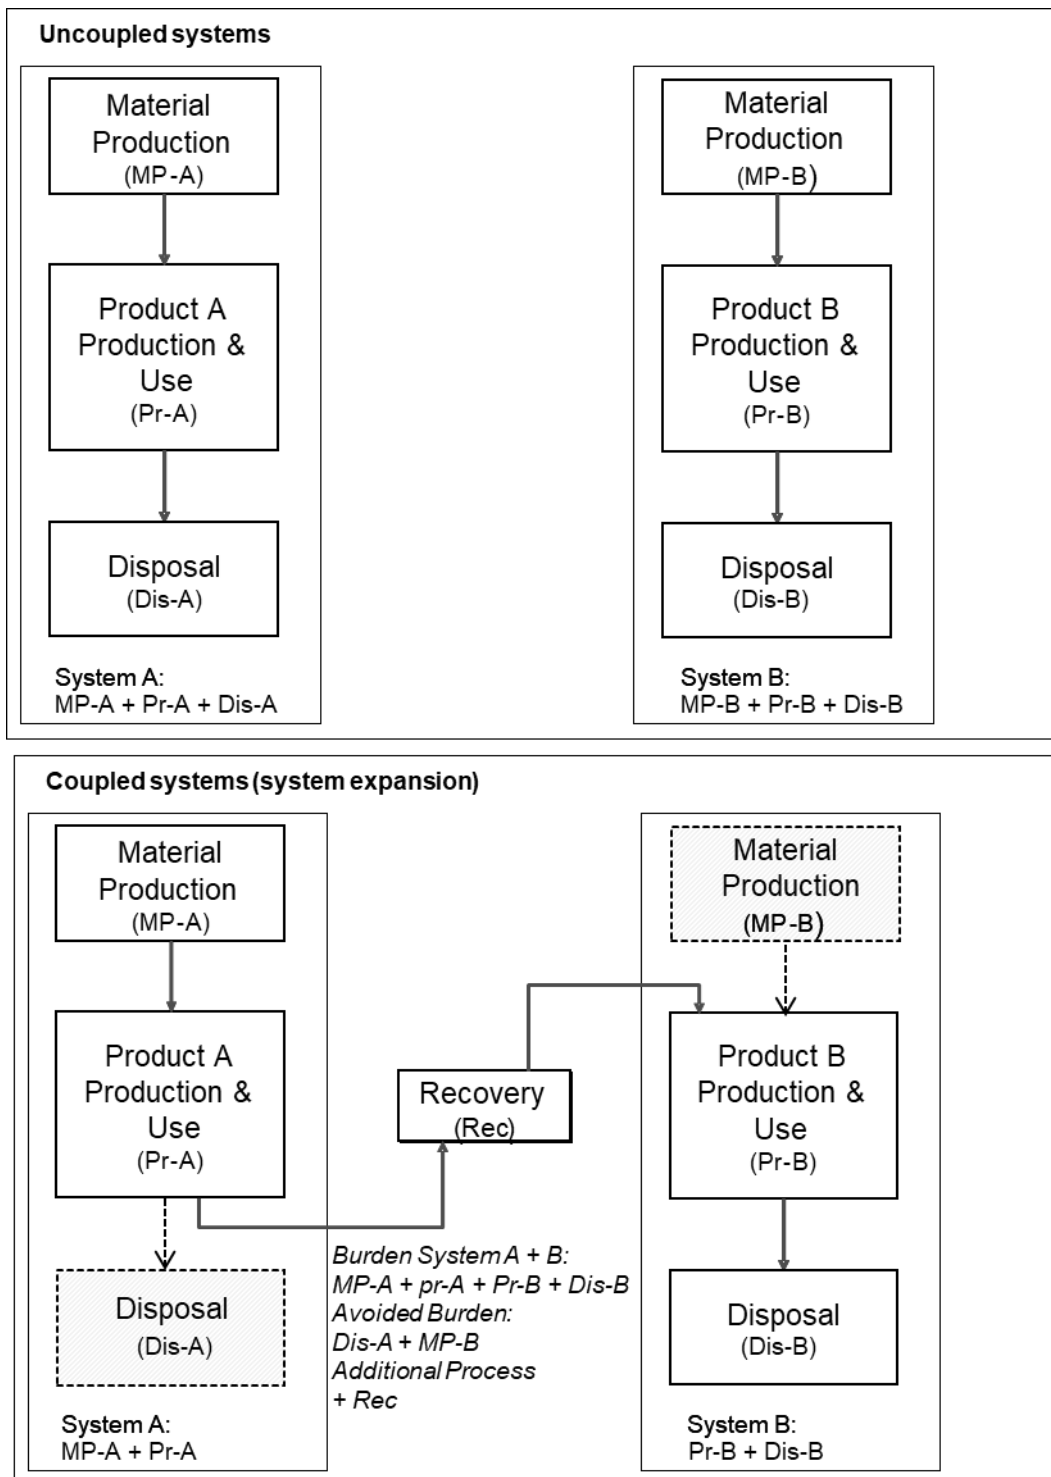 Uncoupled systems
Material
Production
(MP-A)
Product A
Production &
Use
(Pr-A)
Disposal
(Dis-A)
System A:
MP-A + Pr-A + Dis-A
Material
Production
(MP-B)
Product B
Production &
Use
(Pr-B)
Disposal
(Dis-B)
System B:
MP-B + Pr-B + Dis-B
Coupled systems (system expansion)
Material
Production
(MP-A)
Product A
Production &
Use
(Pr-A)
Disposal
(Dis-A)
System A:
MP-A + Pr-A
Recovery
(Rec)
Burden System A + B:
MP-A + pr-A + Pr-B + Dis-B
Avoided Burden:
Dis-A + MP-B
Additional Process
+ Rec
Material
Production
(MP-B)
Product B
Production &
Use
(Pr-B)
Disposal
(Dis-B)
System B:
Pr-B + Dis-B